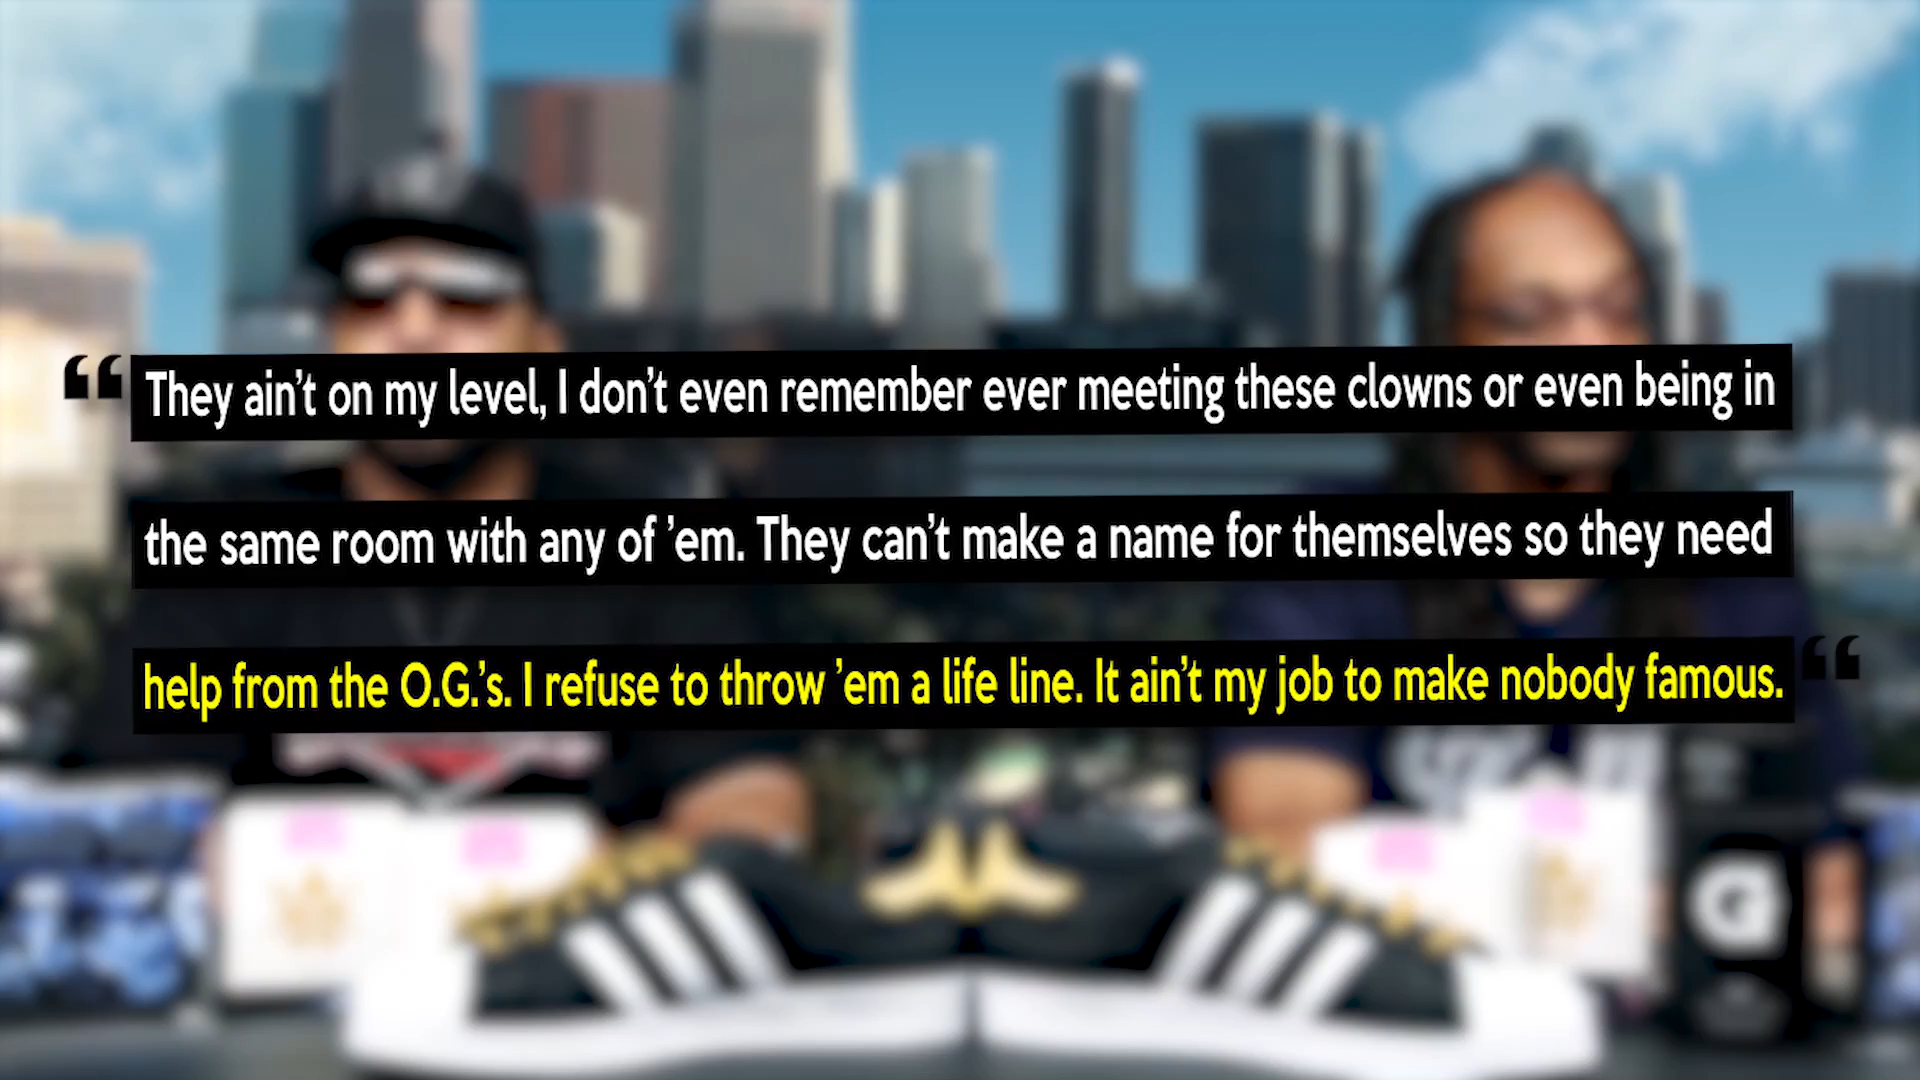 “ They ain’t on my level, I don’t even remember ever meeting these clowns or even being in
the same room with any of ’em. They can’t make a name for themselves so they need
help from the O.G.’s. I refuse to throw ’em a life line. It ain’t my job to make nobody famous. “
G